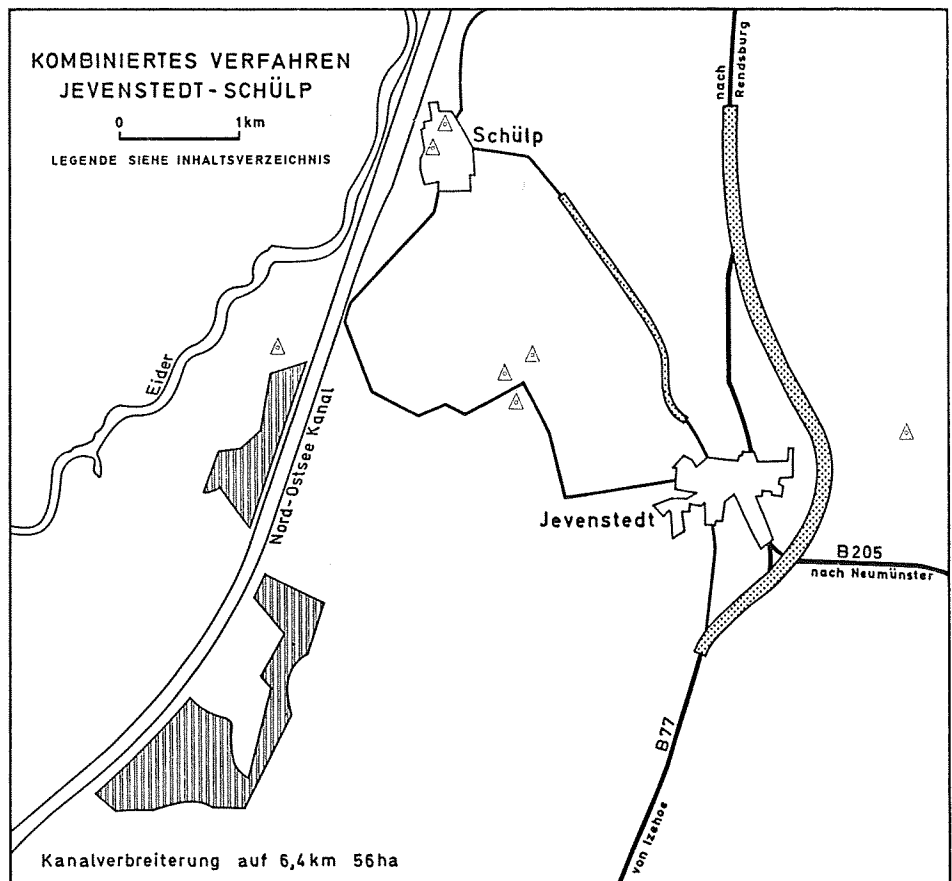 KOMBINIERTES VERFAHREN
JEVENSTEDT - SCHÜLP
0 1km
LEGENDE SIEHE INHALTSVERZEICHNIS
nach
Rendsburg
Schülp
Eider
Nord-Ostsee Kanal
Jevenstedt
B205
nach Neumünster
B77
von Izehoe
Kanalverbreiterung auf 6,4km 56ha